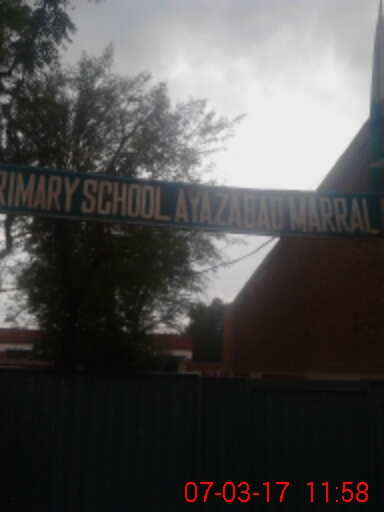 RIMARY SCHOOL AYAZABAD MARRAL
07-03-17 11:58